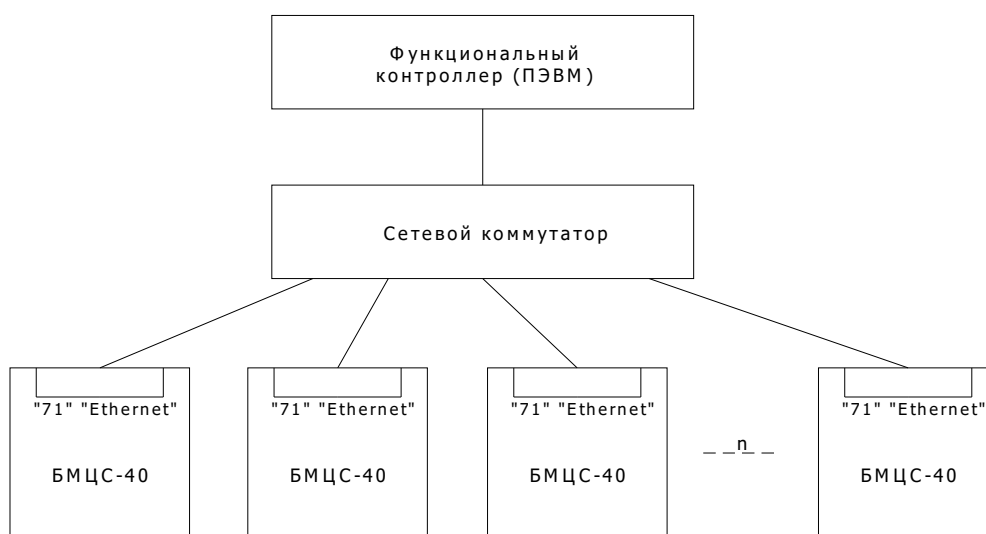 Функциональный
контроллер (ПЭВМ)
Сетевой коммутатор
"71" "Ethernet"
"71" "Ethernet"
"71" "Ethernet"
"71" "Ethernet"
n
БМЦС-40
БМЦС-40
БМЦС-40
БМЦС-40